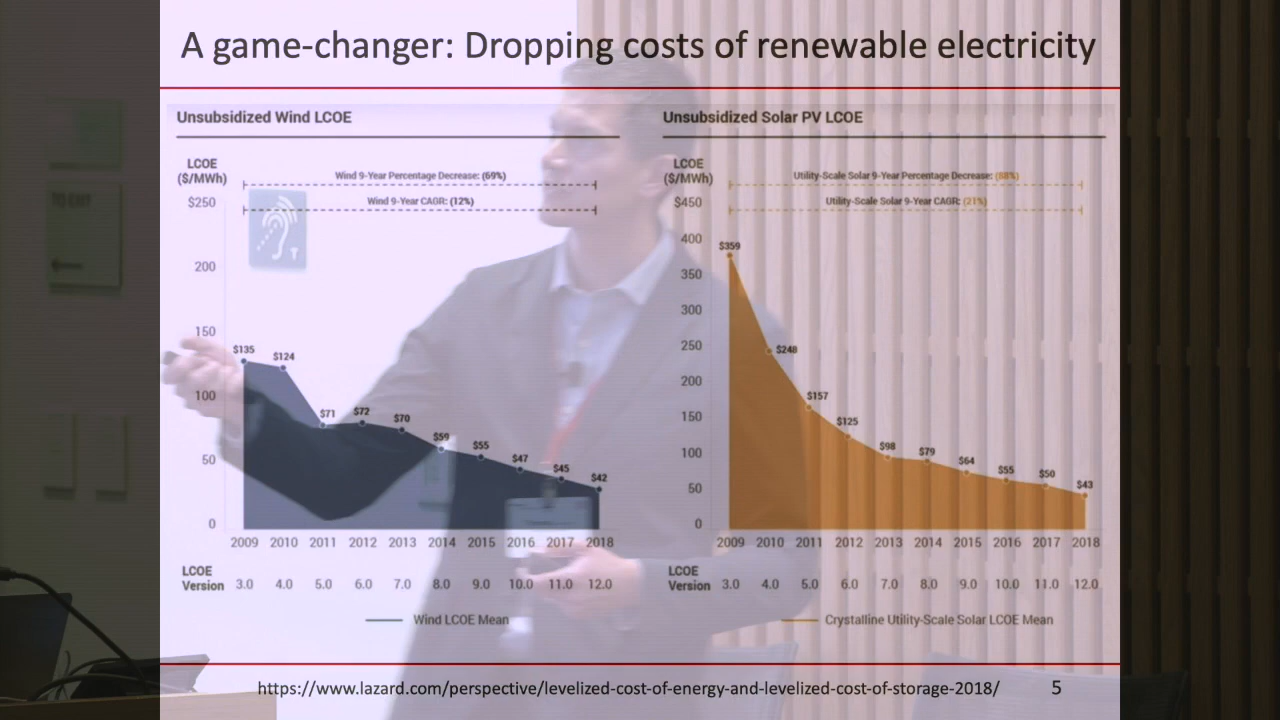 A game-changer: Dropping costs of renewable electricity
Unsubsidized Wind LCOE
LCOE
($/MWh)
Wind 9-Year Percentage Decrease: (69%)
Wind 9-Year CAGR: (12%)
$250
200
150
100
50
0
$135
$124
$71
$72
$70
$59
$55
$47
$45
$42
2009 2010 2011 2012 2013 2014 2015 2016 2017 2018
LCOE
Version 3.0 4.0 5.0 6.0 7.0 8.0 9.0 10.0 11.0 12.0
Wind LCOE Mean
Unsubsidized Solar PV LCOE
LCOE
($/MWh)
Utility-Scale Solar 9-Year Percentage Decrease: (88%)
Utility-Scale Solar 9-Year CAGR: (21%)
$450
400
350
300
250
200
150
100
50
0
$359
$248
$157
$125
$98
$79
$64
$55
$50
$43
2009 2010 2011 2012 2013 2014 2015 2016 2017 2018
LCOE
Version 3.0 4.0 5.0 6.0 7.0 8.0 9.0 10.0 11.0 12.0
Crystalline Utility-Scale Solar LCOE Mean
https://www.lazard.com/perspective/levelized-cost-of-energy-and-levelized-cost-of-storage-2018/ 5
TO EXIT
T